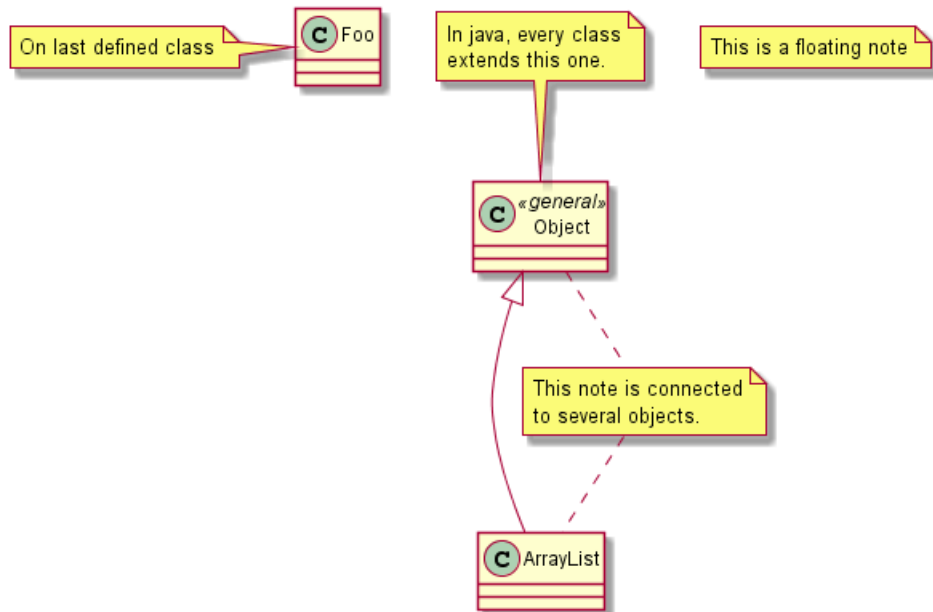 On last defined class
C Foo
In java, every class
extends this one.
This is a floating note
C «general»
Object
This note is connected
to several objects.
C ArrayList